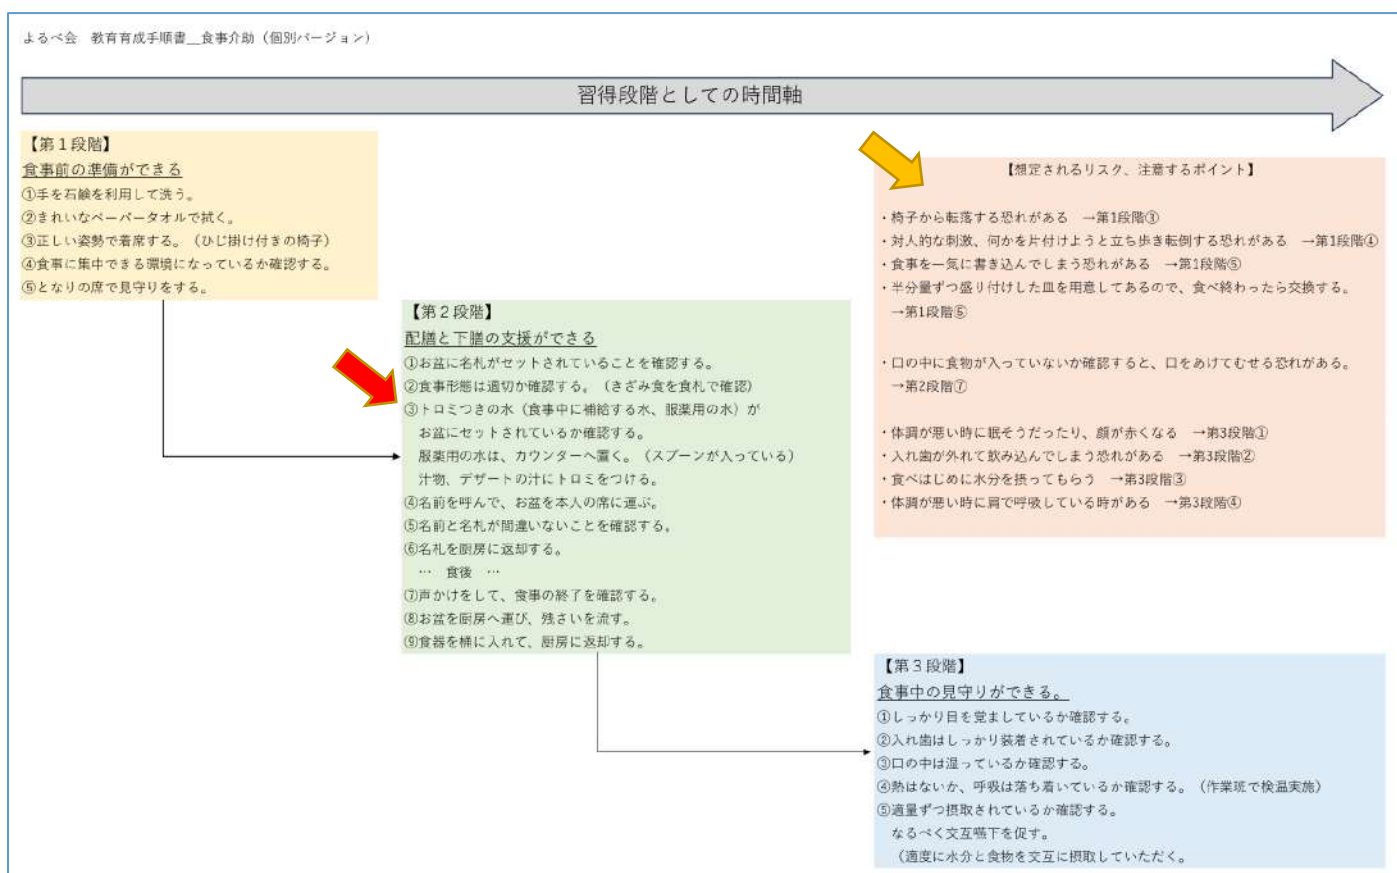 よるべ会　教育育成手順書__食事介助（個別バージョン）
習得段階としての時間軸
【第１段階】
食事前の準備ができる
①手を石鹸を利用して洗う。
②きれいなペーパータオルで拭く。
③正しい姿勢で着席する。（ひじ掛け付きの椅子）
④食事に集中できる環境になっているか確認する。
⑤となりの席で見守りをする。
【第２段階】
配膳と下膳の支援ができる
①お盆に名札がセットされていることを確認する。
②食事形態は適切か確認する。（きざみ食を食札で確認）
③トロミつきの水（食事中に補給する水、服薬用の水）が
お盆にセットされているか確認する。
服薬用の水は、カウンターへ置く。（スプーンが入っている）
汁物、デザートの汁にトロミをつける。
④名前を呼んで、お盆を本人の席に運ぶ。
⑤名前と名札が間違いないことを確認する。
⑥名札を厨房に返却する。
… 食後 …
⑦声かけをして、食事の終了を確認する。
⑧お盆を厨房へ運び、残さいを流す。
⑨食器を桶に入れて、厨房に返却する。
【想定されるリスク、注意するポイント】
・椅子から転落する恐れがある　→第1段階③
・対人的な刺激、何かを片付けようと立ち歩き転倒する恐れがある　→第1段階④
・食事を一気に書き込んでしまう恐れがある　→第1段階⑤
・半分量ずつ盛り付けした皿を用意してあるので、食べ終わったら交換する。
→第1段階⑤
・口の中に食物が入っていないか確認すると、口をあけてむせる恐れがある。
→第2段階⑦
・体調が悪い時に眠そうだったり、顔が赤くなる　→第3段階①
・入れ歯が外れて飲み込んでしまう恐れがある　→第3段階②
・食べはじめに水分を摂ってもらう　→第3段階③
・体調が悪い時に肩で呼吸している時がある　→第3段階④
【第３段階】
食事中の見守りができる。
①しっかり目を覚ましているか確認する。
②入れ歯はしっかり装着されているか確認する。
③口の中は湿っているか確認する。
④熱はないか、呼吸は落ち着いているか確認する。（作業班で検温実施）
⑤適量ずつ摂取されているか確認する。
なるべく交互嚥下を促す。
（適度に水分と食物を交互に摂取していただく。